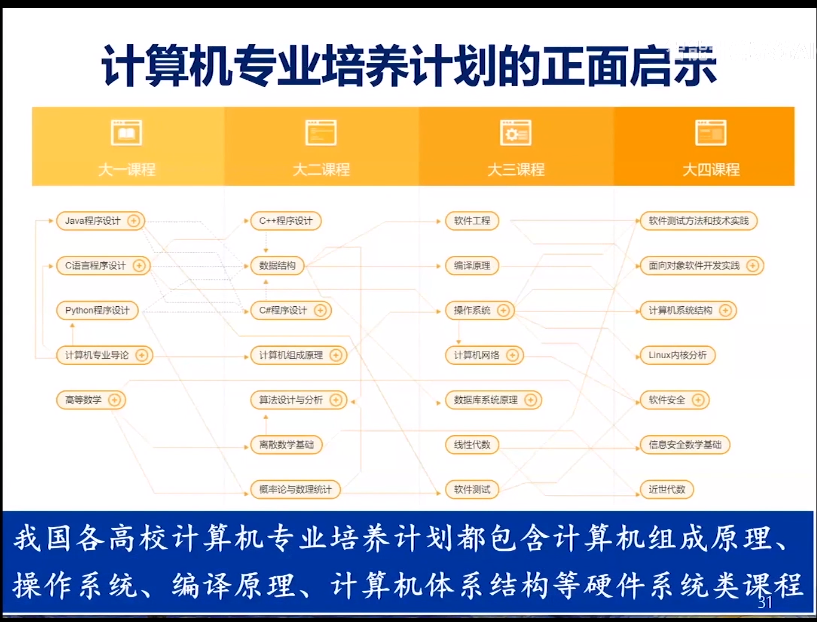 计算机专业培养计划的正面启示
大一课程
大二课程
大三课程
大四课程
Java程序设计
C++程序设计
软件工程
软件测试方法和技术实践
C语言程序设计
数据结构
编译原理
面向对象软件开发实践
Python程序设计
C#程序设计
操作系统
计算机系统结构
计算机专业导论
计算机组成原理
计算机网络
Linux内核分析
高等数学
算法设计与分析
数据库系统原理
软件安全
离散数学基础
线性代数
信息安全数学基础
概率论与数理统计
软件测试
近世代数
我国各高校计算机专业培养计划都包含计算机组成原理、
操作系统、编译原理、计算机体系结构等硬件系统类课程
31